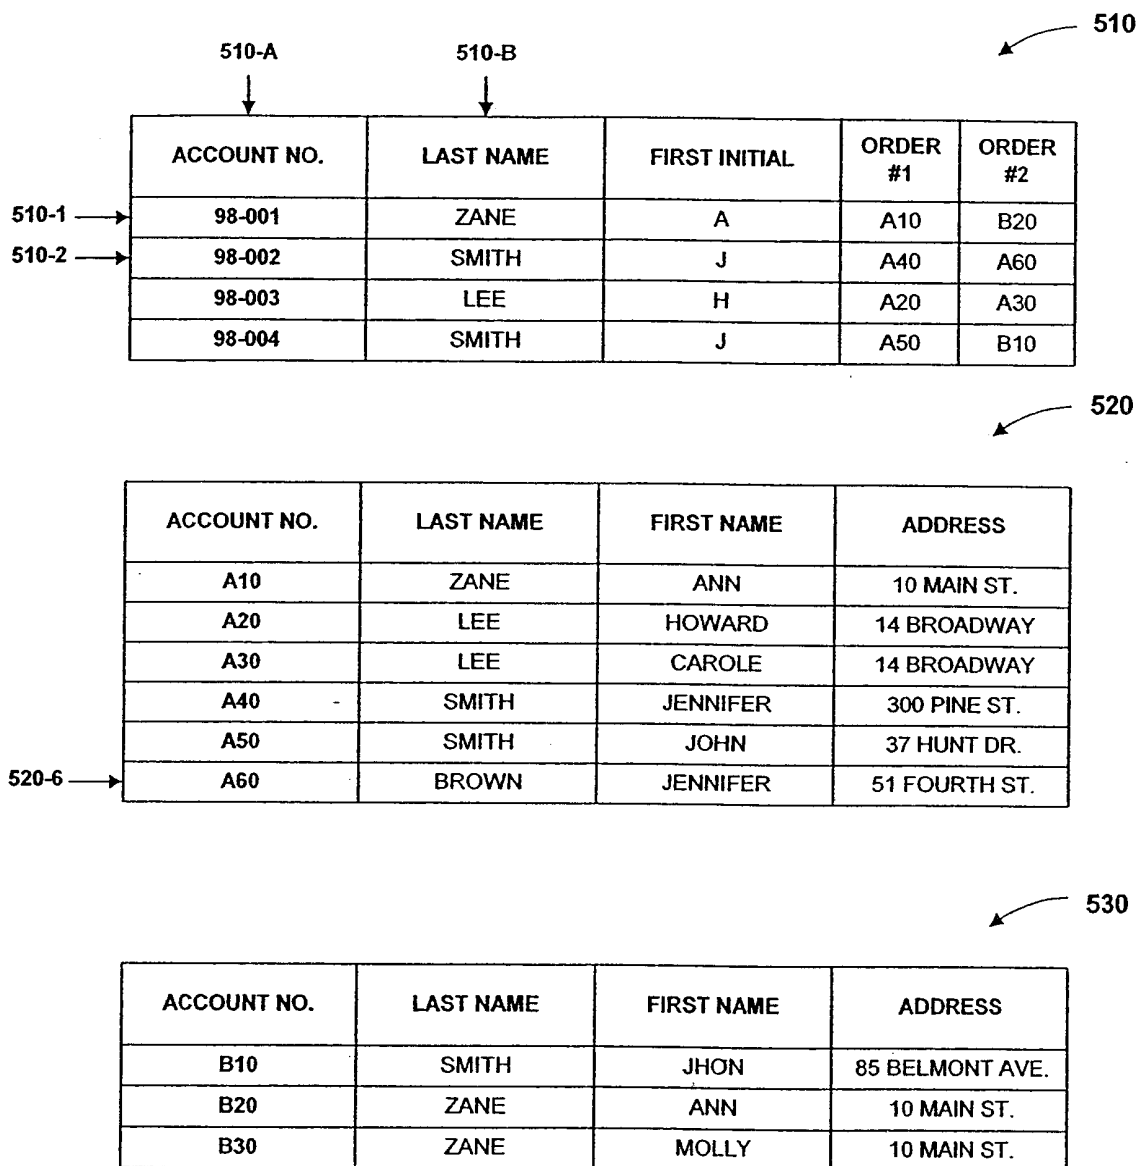 510
510-A 510-B
ACCOUNT NO. LAST NAME FIRST INITIAL ORDER #1 ORDER #2
510-1 98-001 ZANE A A10 B20
510-2 98-002 SMITH J A40 A60
98-003 LEE H A20 A30
98-004 SMITH J A50 B10
520
ACCOUNT NO. LAST NAME FIRST NAME ADDRESS
A10 ZANE ANN 10 MAIN ST.
A20 LEE HOWARD 14 BROADWAY
A30 LEE CAROLE 14 BROADWAY
A40 SMITH JENNIFER 300 PINE ST.
A50 SMITH JOHN 37 HUNT DR.
520-6 A60 BROWN JENNIFER 51 FOURTH ST.
530
ACCOUNT NO. LAST NAME FIRST NAME ADDRESS
B10 SMITH JHON 85 BELMONT AVE.
B20 ZANE ANN 10 MAIN ST.
B30 ZANE MOLLY 10 MAIN ST.